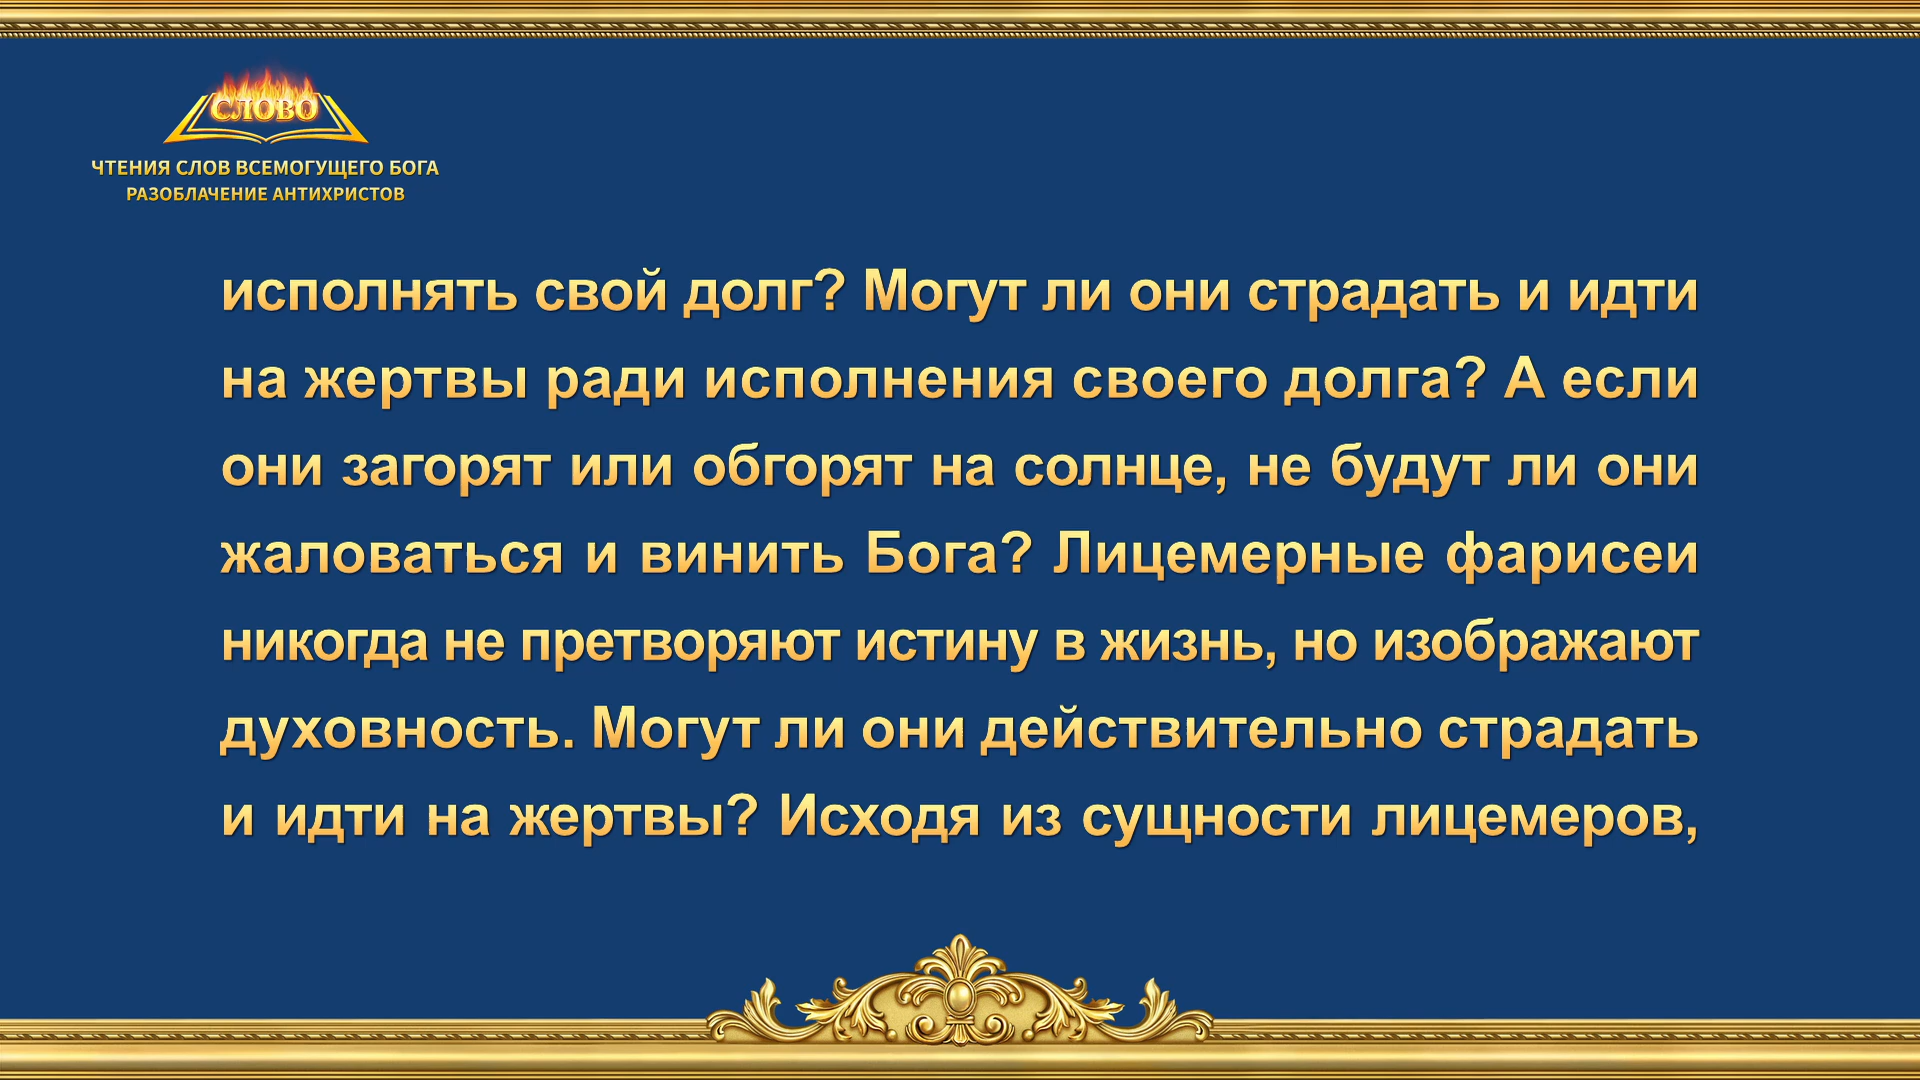 СЛОВО
ЧТЕНИЯ СЛОВ ВСЕМОГУЩЕГО БОГА
РАЗОБЛАЧЕНИЕ АНТИХРИСТОВ
исполнять свой долг? Могут ли они страдать и идти
на жертвы ради исполнения своего долга? А если
они загорят или обгорят на солнце, не будут ли они
жаловаться и винить Бога? Лицемерные фарисеи
никогда не претворяют истину в жизнь, но изображают
духовность. Могут ли они действительно страдать
и идти на жертвы? Исходя из сущности лицемеров,